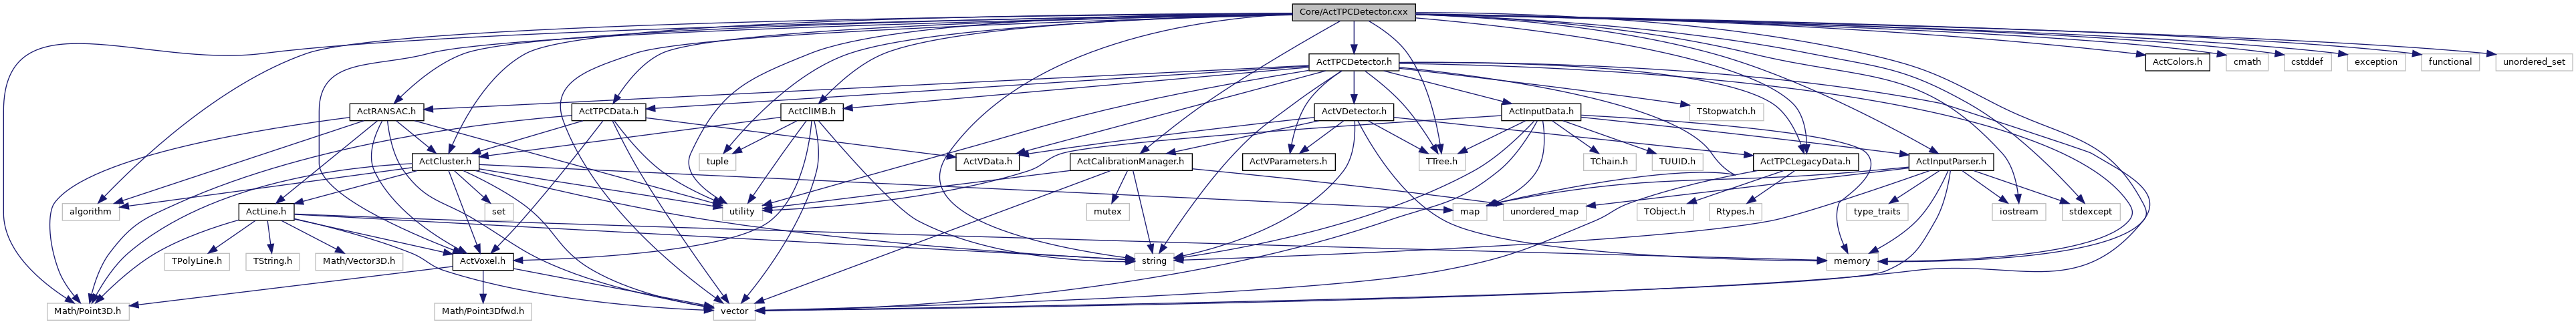 Core/ActTPCDetector.cxx
ActTPCDetector.h
ActColors.h
cmath
cstddef
exception
functional
unordered_set
ActRANSAC.h
ActTPCData.h
ActClIMB.h
ActVDetector.h
ActInputData.h
TStopwatch.h
ActCluster.h
tuple
ActVData.h
ActCalibrationManager.h
ActVParameters.h
TTree.h
TChain.h
TUUID.h
ActTPCLegacyData.h
ActInputParser.h
algorithm
ActLine.h
set
utility
mutex
map
unordered_map
TObject.h
Rtypes.h
type_traits
iostream
stdexcept
TPolyLine.h
TString.h
Math/Vector3D.h
ActVoxel.h
string
memory
Math/Point3D.h
Math/Point3Dfwd.h
vector